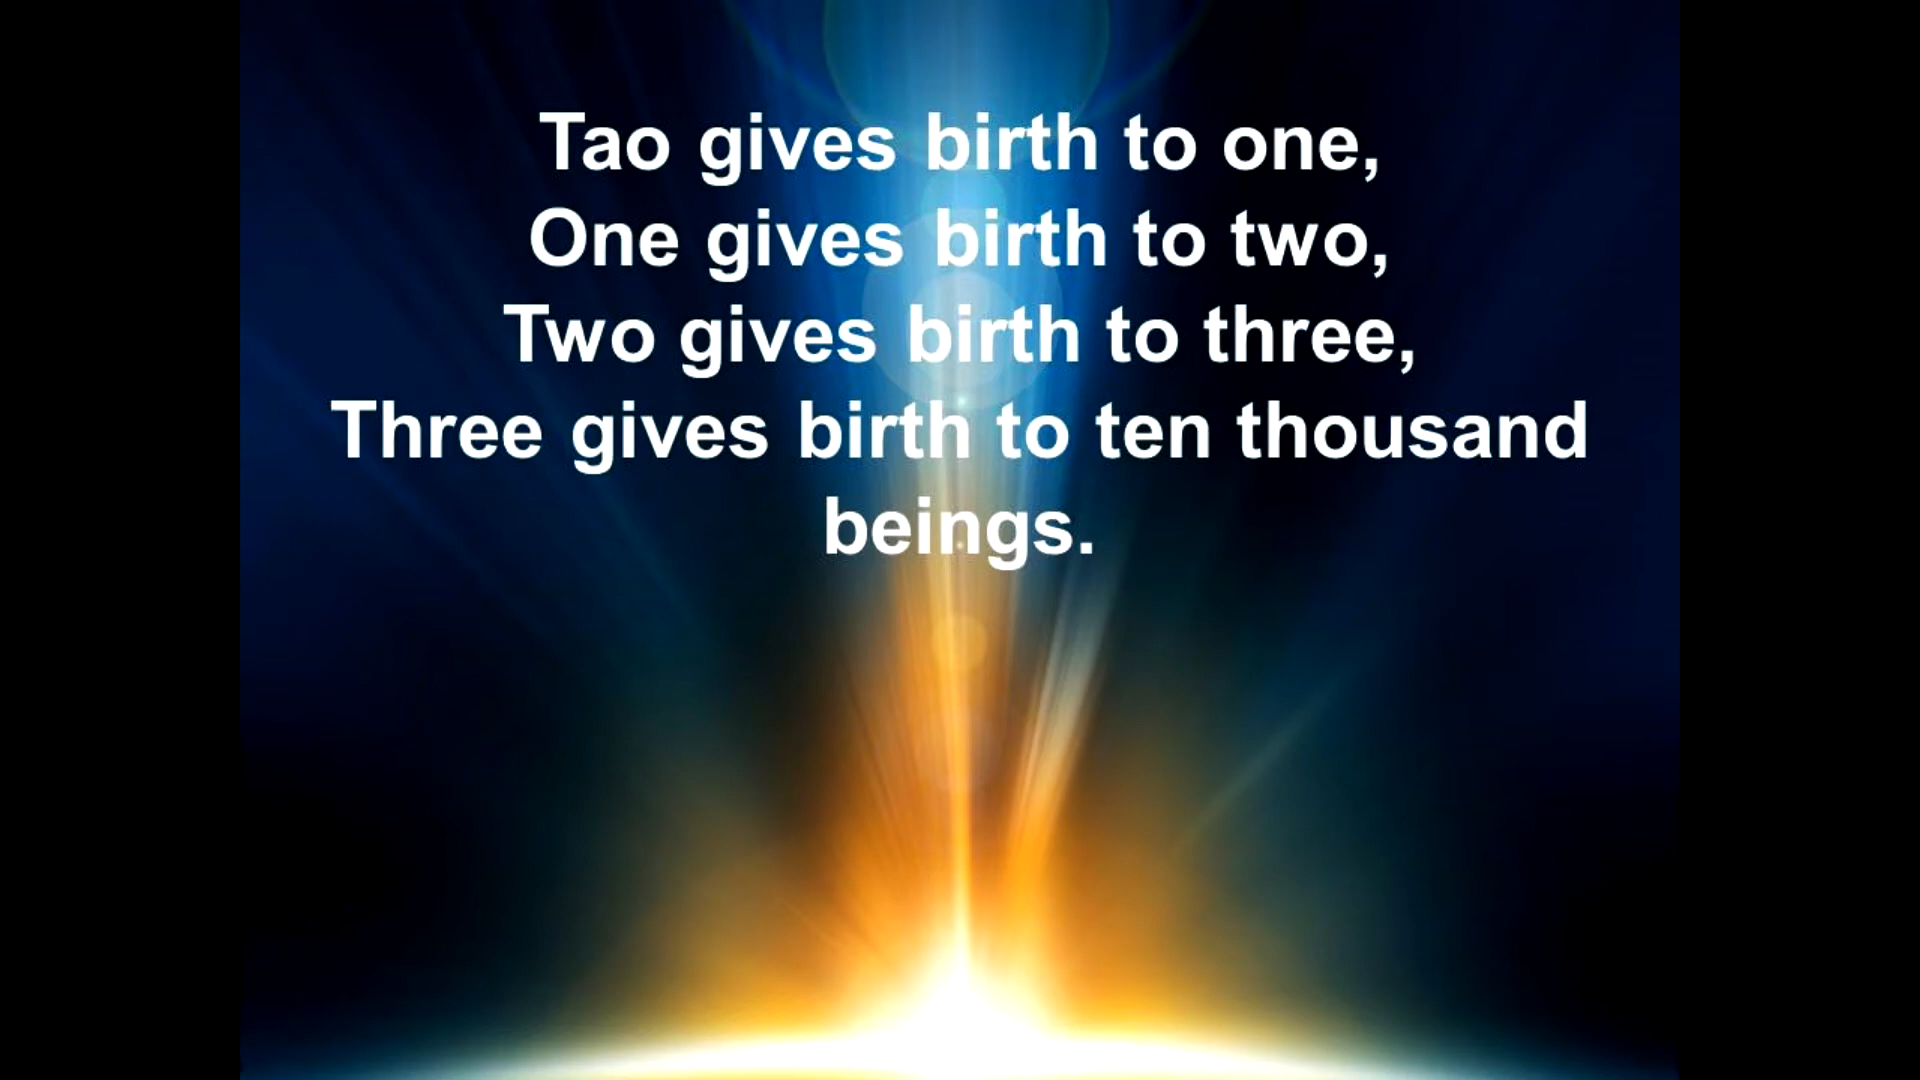 Tao gives birth to one,
One gives birth to two,
Two gives birth to three,
Three gives birth to ten thousand
beings.